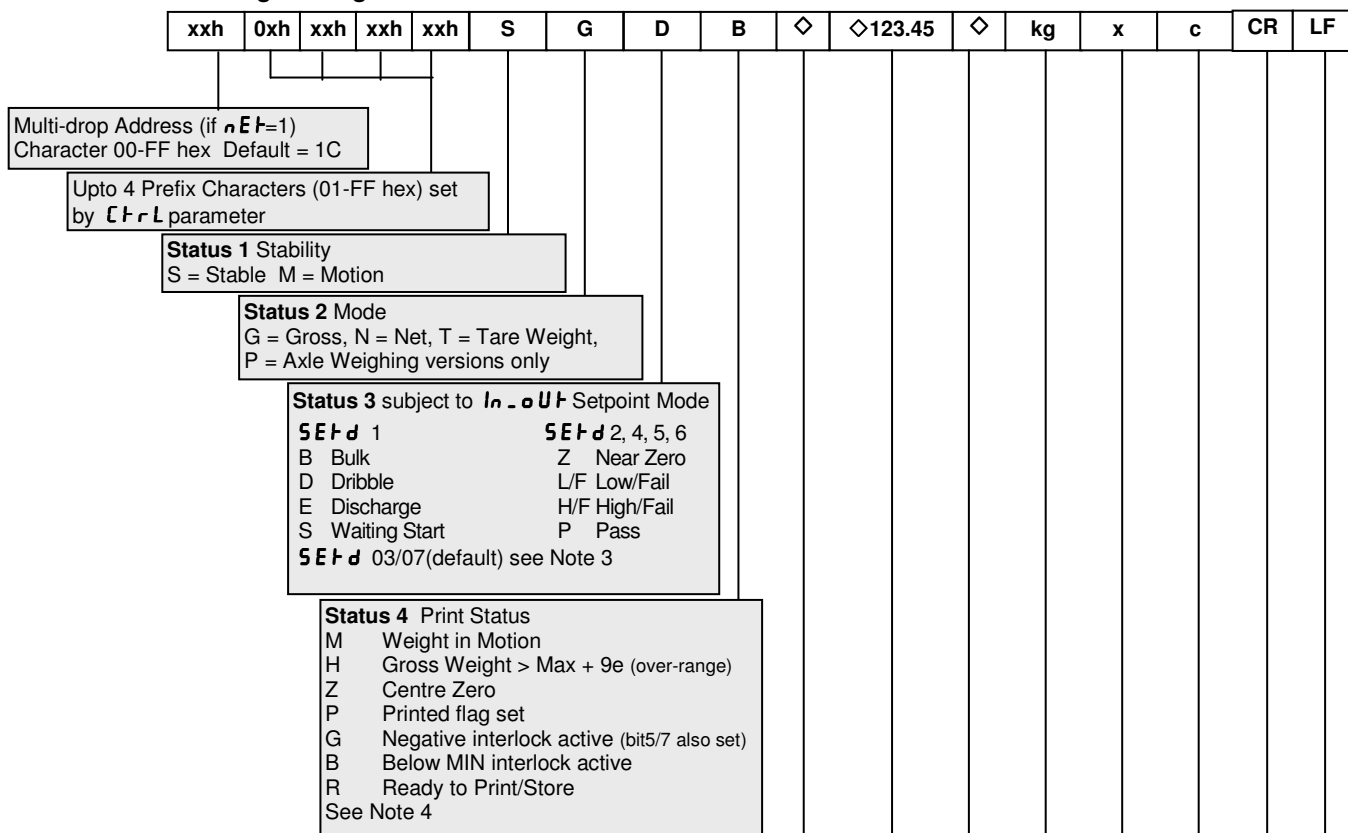 xxh 0xh xxh xxh xxh S G D B ◇ ◇123.45 ◇ kg x c CR LF
Multi-drop Address (if nEt=1)
Character 00-FF hex Default = 1C
Upto 4 Prefix Characters (01-FF hex) set
by CtrL parameter
Status 1 Stability
S = Stable M = Motion
Status 2 Mode
G = Gross, N = Net, T = Tare Weight,
P = Axle Weighing versions only
Status 3 subject to In_oUt Setpoint Mode
SEtd 1 SEtd 2, 4, 5, 6
B Bulk Z Near Zero
D Dribble L/F Low/Fail
E Discharge H/F High/Fail
S Waiting Start P Pass
SEtd 03/07(default) see Note 3
Status 4 Print Status
M Weight in Motion
H Gross Weight > Max + 9e (over-range)
Z Centre Zero
P Printed flag set
G Negative interlock active (bit5/7 also set)
B Below MIN interlock active
R Ready to Print/Store
See Note 4